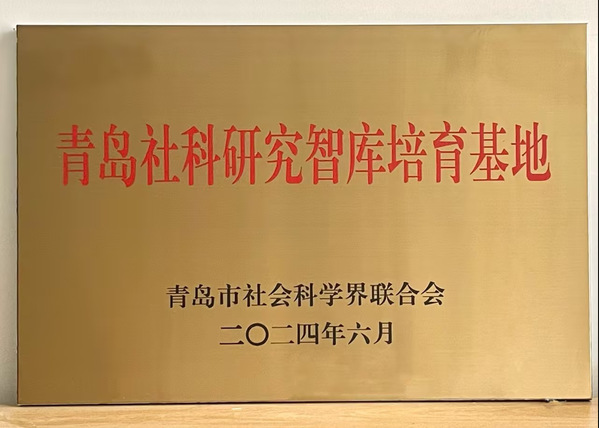 青岛社科研究智库培育基地
青岛市社会科学界联合会
二〇二四年六月